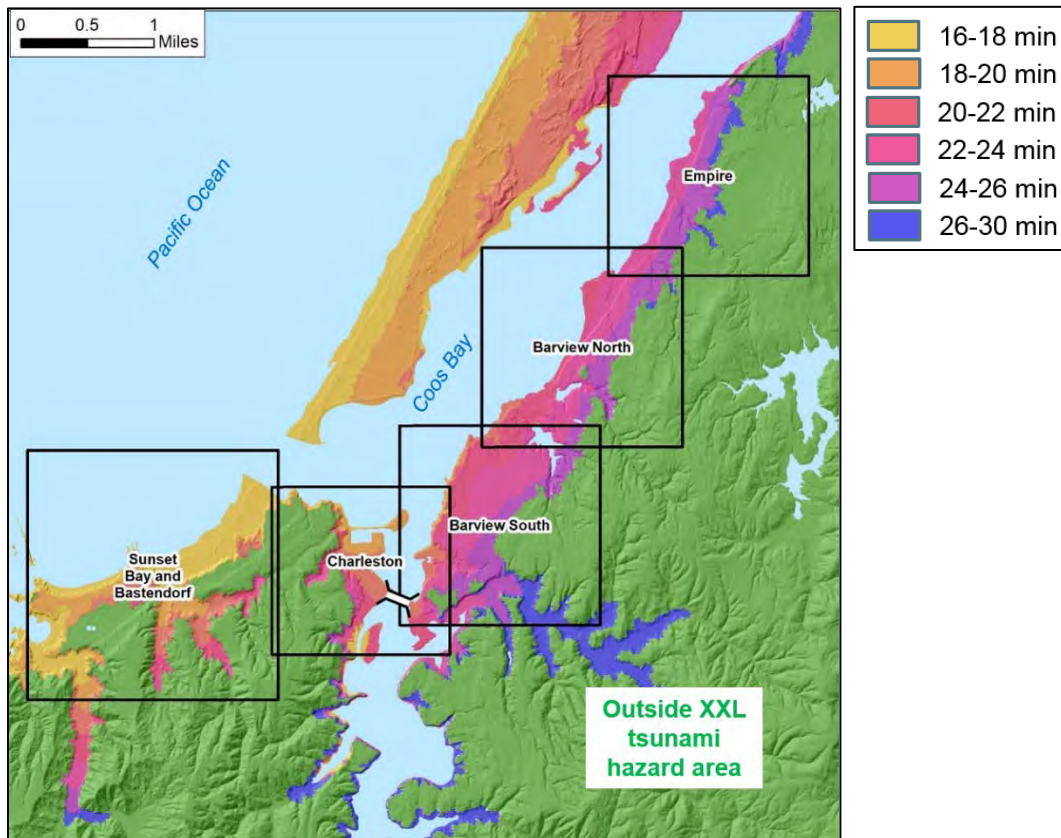 0 0.5 1
Miles
16-18 min
18-20 min
20-22 min
22-24 min
24-26 min
26-30 min
Empire
Pacific Ocean
Barview North
Coos Bay
Barview South
Charleston
Sunset
Bay and
Bastendorf
Outside XXL
tsunami
hazard area